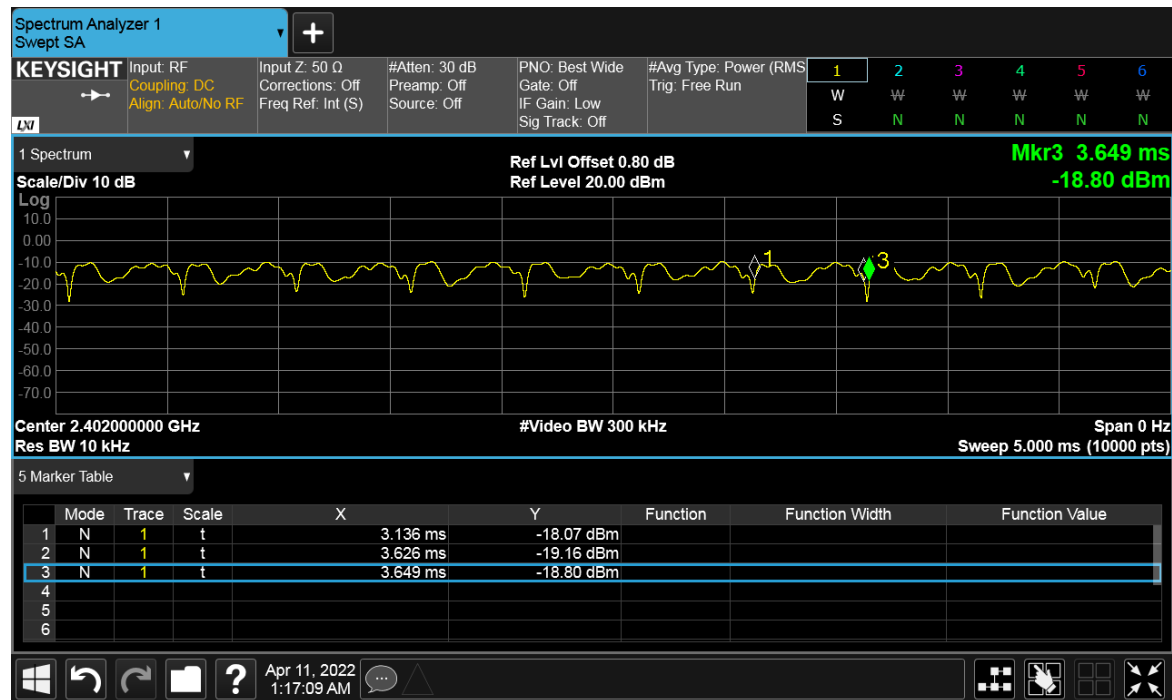 Spectrum Analyzer 1
Swept SA
KEYSIGHT
LXI
Input: RF
Coupling: DC
Align: Auto/No RF
Input Z: 50 Ω
Corrections: Off
Freq Ref: Int (S)
#Atten: 30 dB
Preamp: Off
Source: Off
PNO: Best Wide
Gate: Off
IF Gain: Low
Sig Track: Off
#Avg Type: Power (RMS
Trig: Free Run
1 2 3 4 5 6
W W W W W W
S N N N N N
1 Spectrum
Scale/Div 10 dB
Ref Lvl Offset 0.80 dB
Ref Level 20.00 dBm
Mkr3 3.649 ms
-18.80 dBm
Log
10.0
0.00
-10.0
-20.0
-30.0
-40.0
-50.0
-60.0
-70.0
1
3
Center 2.402000000 GHz
#Video BW 300 kHz
Span 0 Hz
Res BW 10 kHz
Sweep 5.000 ms (10000 pts)
5 Marker Table
Mode Trace Scale X Y Function Function Width Function Value
1 N 1 t 3.136 ms -18.07 dBm
2 N 1 t 3.626 ms -19.16 dBm
3 N 1 t 3.649 ms -18.80 dBm
4
5
6
?
Apr 11, 2022
1:17:09 AM